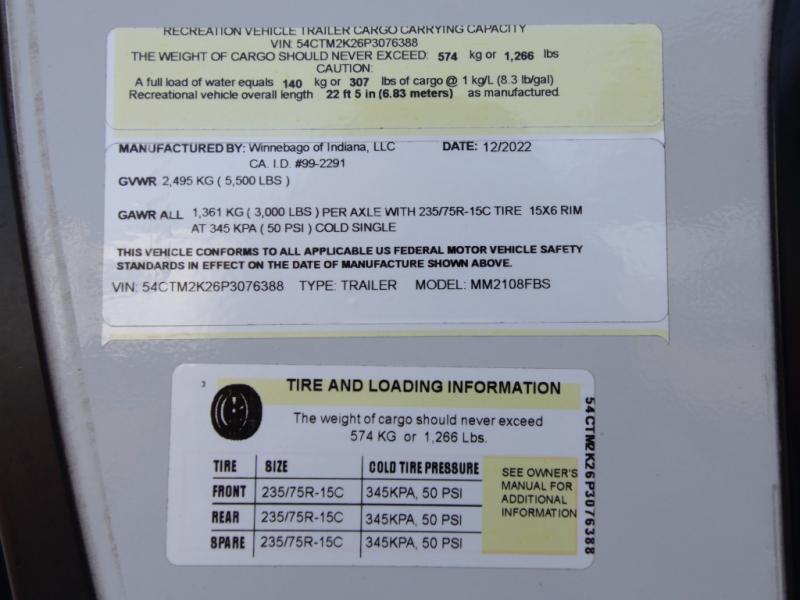 RECREATION VEHICLE TRAILER CARGO CARRYING CAPACITY
VIN: 54CTM2K26P3076388
THE WEIGHT OF CARGO SHOULD NEVER EXCEED: 574 kg or 1,266 lbs
CAUTION:
A full load of water equals 140 kg or 307 lbs of cargo @ 1 kg/L (8.3 lb/gal)
Recreational vehicle overall length 22 ft 5 in (6.83 meters) as manufactured.
MANUFACTURED BY: Winnebago of Indiana, LLC DATE: 12/2022
CA. I.D. #99-2291
GVWR 2,495 KG ( 5,500 LBS )
GAWR ALL 1,361 KG ( 3,000 LBS ) PER AXLE WITH 235/75R-15C TIRE 15X6 RIM
AT 345 KPA ( 50 PSI ) COLD SINGLE
THIS VEHICLE CONFORMS TO ALL APPLICABLE US FEDERAL MOTOR VEHICLE SAFETY
STANDARDS IN EFFECT ON THE DATE OF MANUFACTURE SHOWN ABOVE.
VIN: 54CTM2K26P3076388 TYPE: TRAILER MODEL: MM2108FBS
3
TIRE AND LOADING INFORMATION
The weight of cargo should never exceed
574 KG or 1,266 Lbs.
TIRE SIZE COLD TIRE PRESSURE
FRONT 235/75R-15C 345KPA, 50 PSI
REAR 235/75R-15C 345KPA, 50 PSI
SPARE 235/75R-15C 345KPA, 50 PSI
SEE OWNER'S
MANUAL FOR
ADDITIONAL
INFORMATION
54CTM2K26P3076388